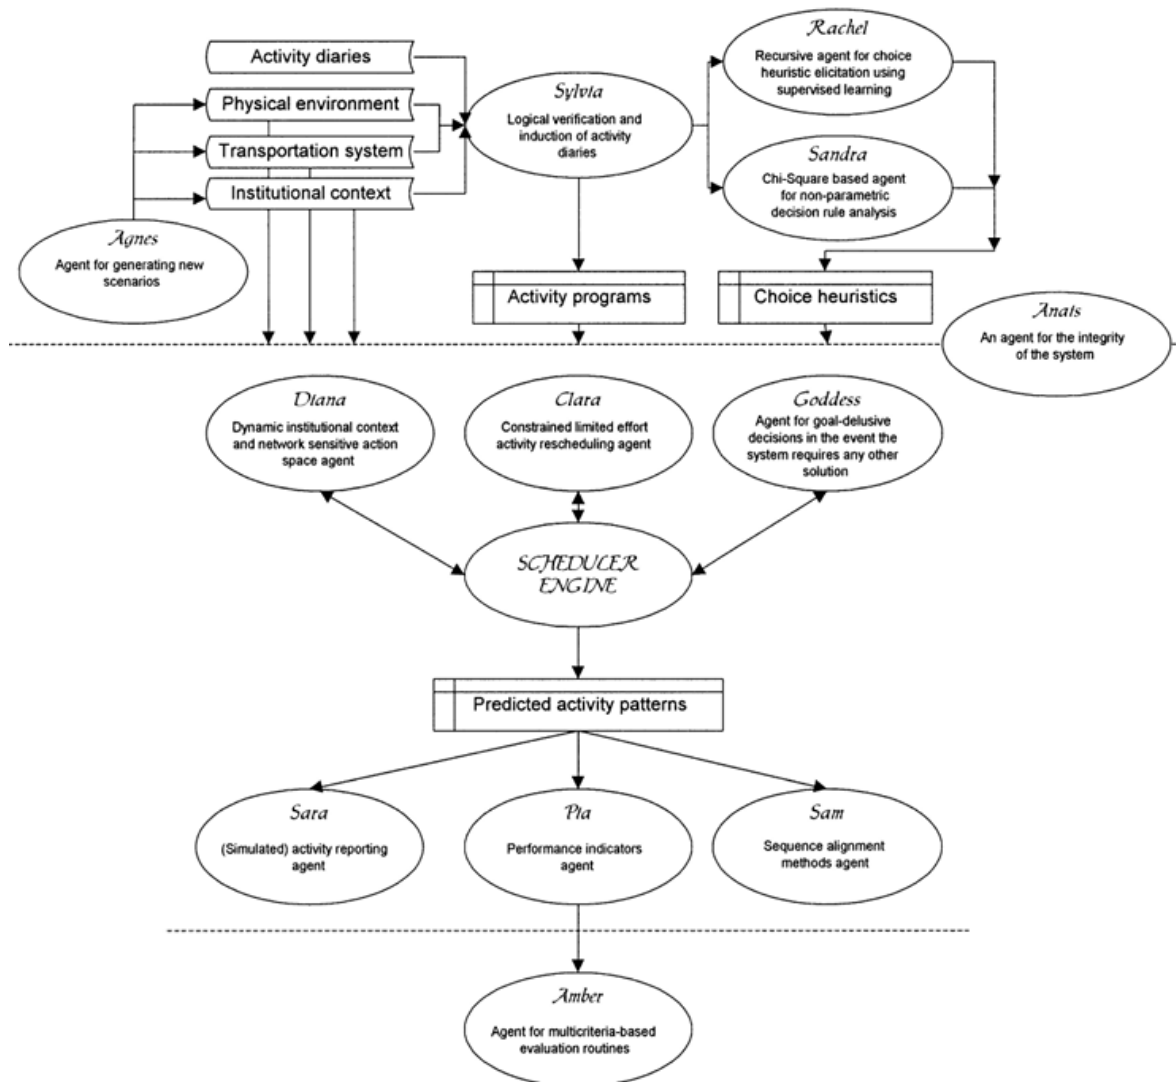 Rachel
Recursive agent for choice
heuristic elicitation using
supervised learning
Activity diaries
Physical environment
Transportation system
Institutional context
Sylvia
Logical verification and
induction of activity
diaries
Sandra
Chi-Square based agent
for non-parametric
decision rule analysis
Agnes
Agent for generating new
scenarios
Activity programs
Choice heuristics
Anais
An agent for the integrity
of the system
Diana
Dynamic institutional context
and network sensitive action
space agent
Clara
Constrained limited effort
activity rescheduling agent
Goddess
Agent for goal-delusive
decisions in the event the
system requires any other
solution
SCHEDULER
ENGINE
Predicted activity patterns
Sara
(Simulated) activity reporting
agent
Pia
Performance indicators
agent
Sam
Sequence alignment
methods agent
Amber
Agent for multicriteria-based
evaluation routines